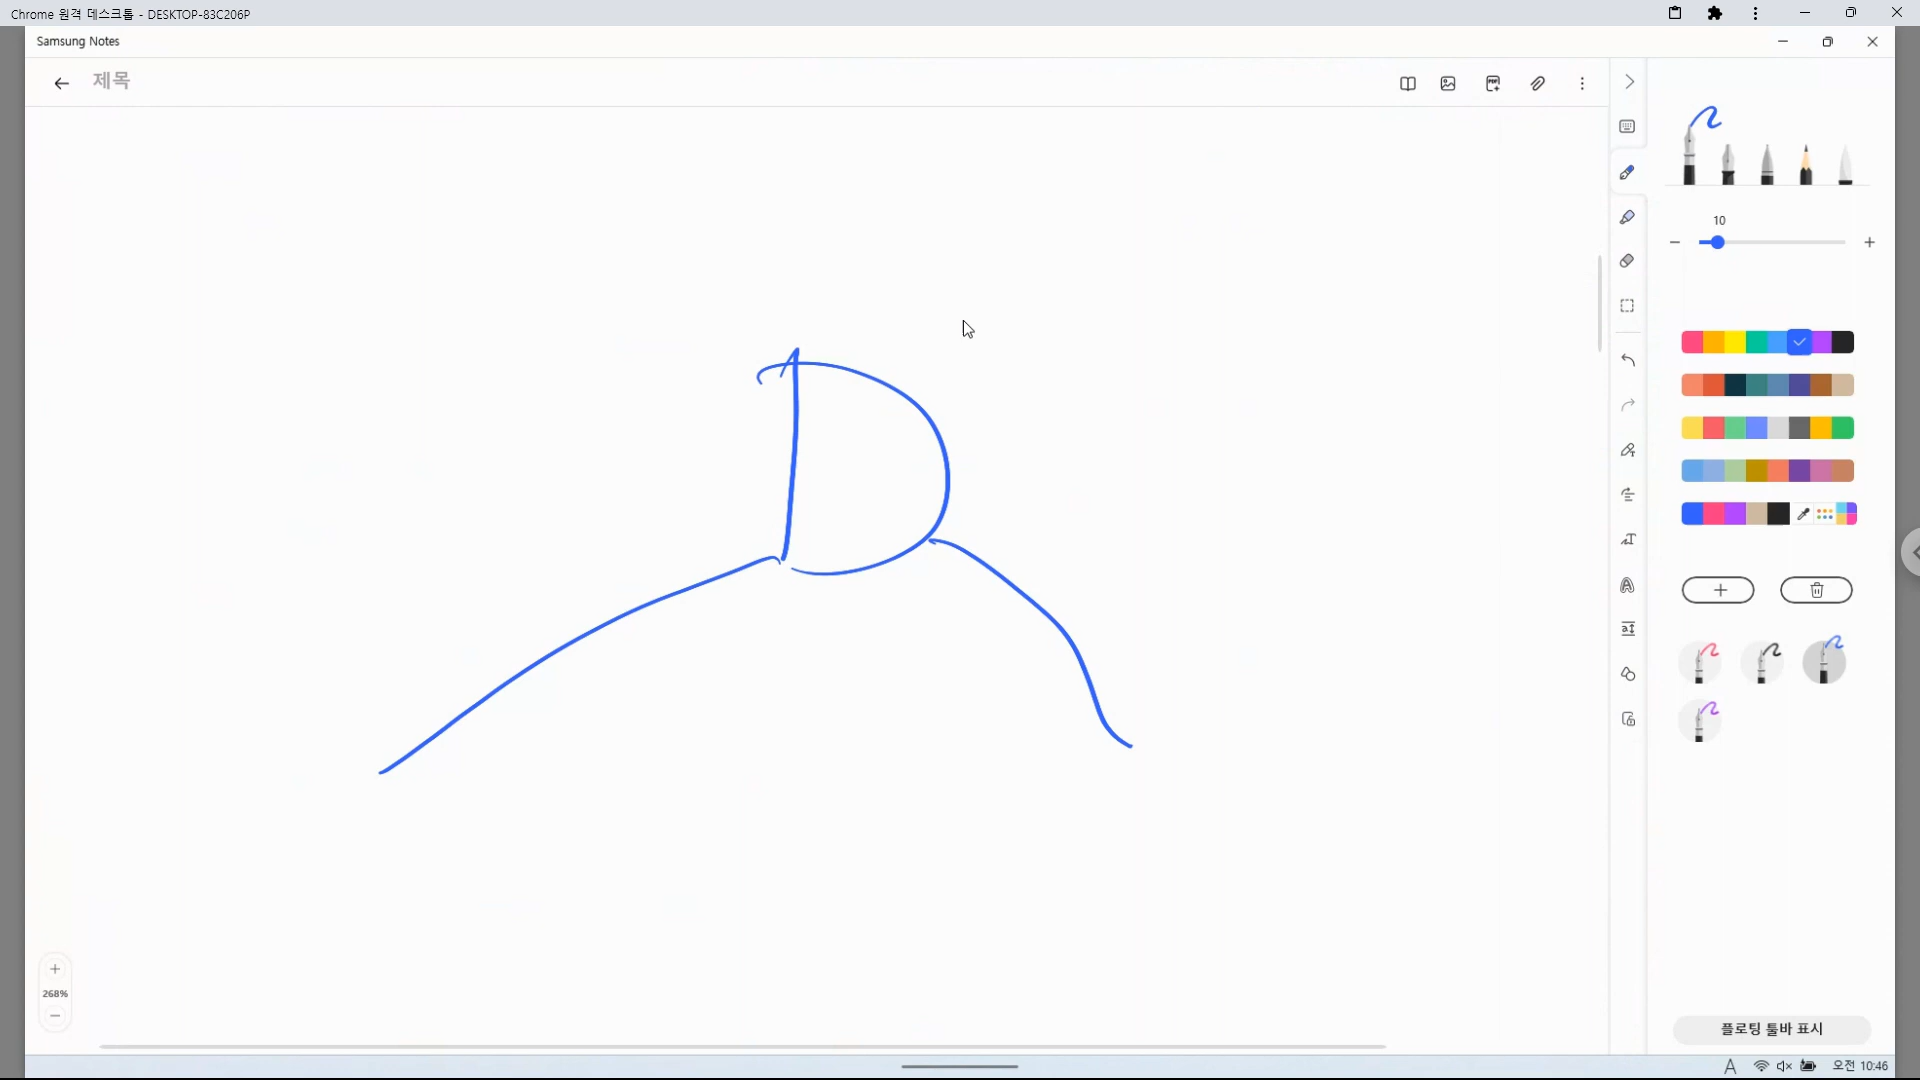 Chrome 원격 데스크톱 - DESKTOP-83C206P
Samsung Notes
제목
PDF
10
D
268%
플로팅 툴바 표시
A 오전 10:46